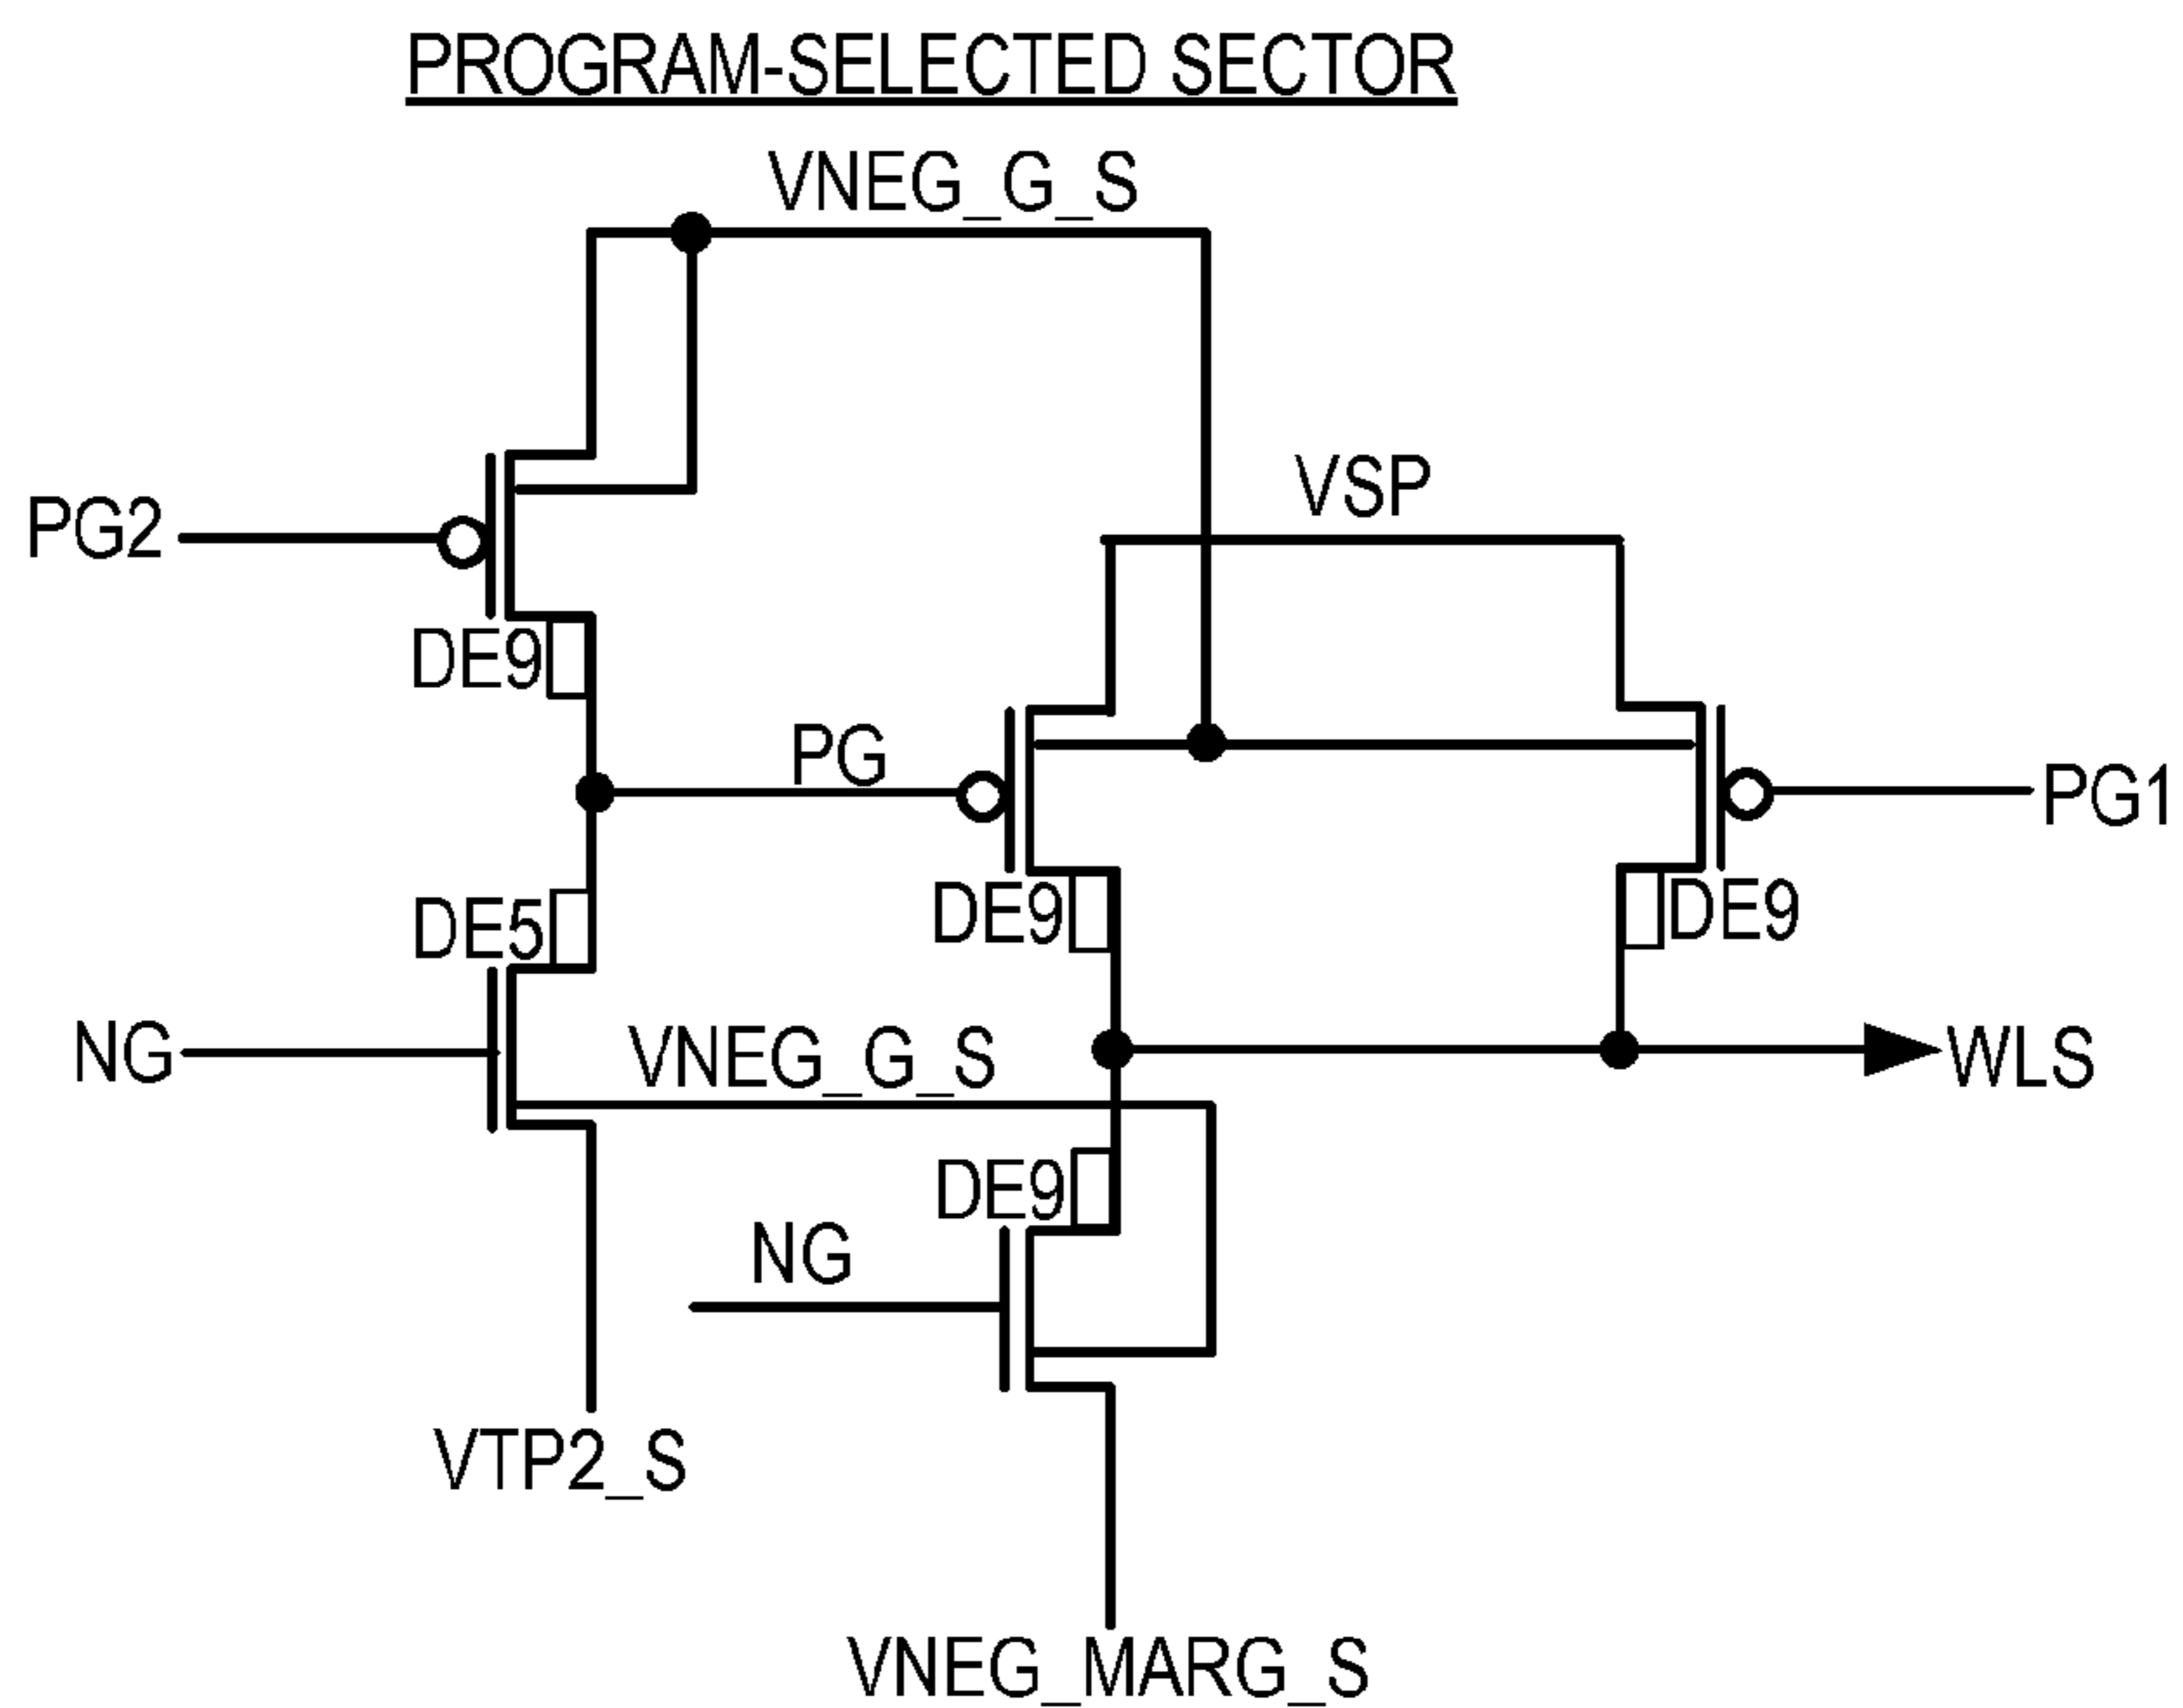 PROGRAM-SELECTED SECTOR
VNEG_G_S
VSP
PG2
DE9
PG
PG1
DE9
DE9
DE5
NG
VNEG_G_S
WLS
DE9
NG
VTP2_S
VNEG_MARG_S